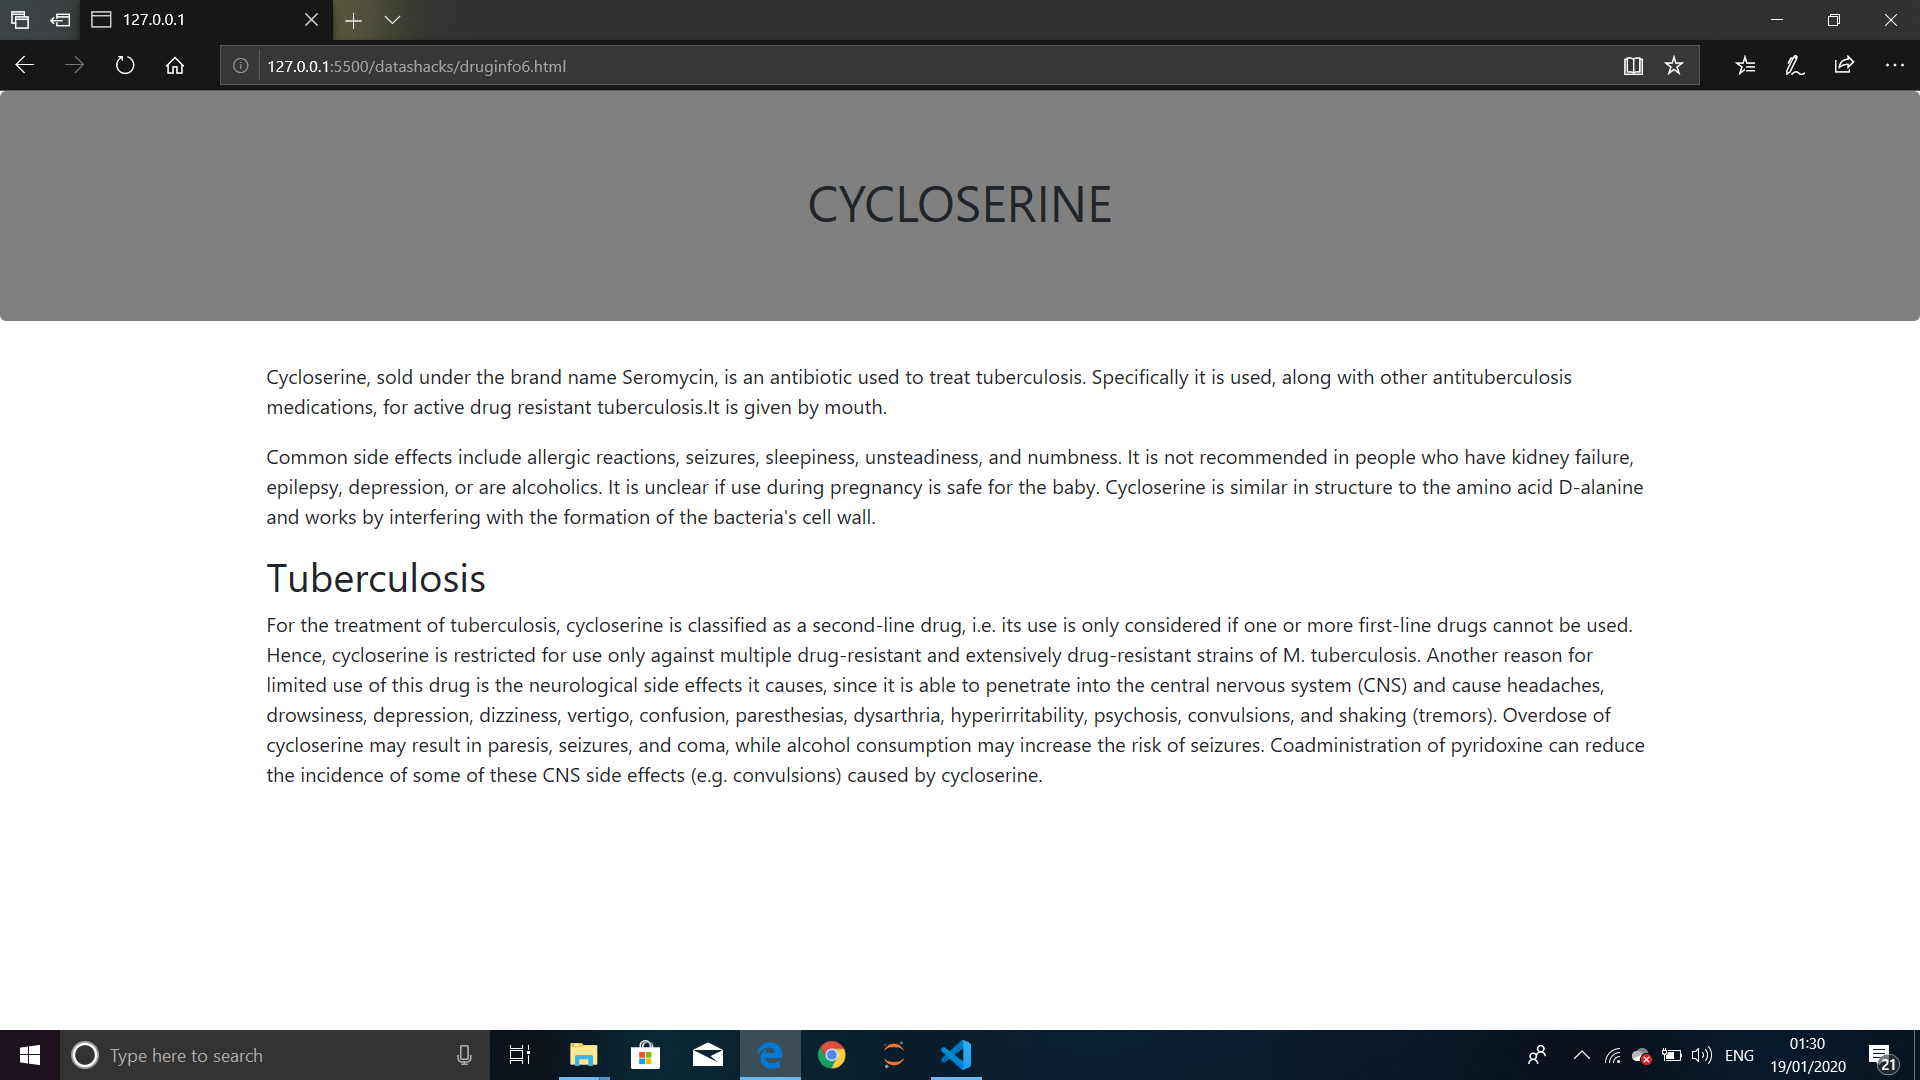 127.0.0.1
127.0.0.1:5500/datashacks/druginfo6.html
CYCLOSERINE
Cycloserine, sold under the brand name Seromycin, is an antibiotic used to treat tuberculosis. Specifically it is used, along with other antituberculosis
medications, for active drug resistant tuberculosis.It is given by mouth.
Common side effects include allergic reactions, seizures, sleepiness, unsteadiness, and numbness. It is not recommended in people who have kidney failure,
epilepsy, depression, or are alcoholics. It is unclear if use during pregnancy is safe for the baby. Cycloserine is similar in structure to the amino acid D-alanine
and works by interfering with the formation of the bacteria's cell wall.
Tuberculosis
For the treatment of tuberculosis, cycloserine is classified as a second-line drug, i.e. its use is only considered if one or more first-line drugs cannot be used.
Hence, cycloserine is restricted for use only against multiple drug-resistant and extensively drug-resistant strains of M. tuberculosis. Another reason for
limited use of this drug is the neurological side effects it causes, since it is able to penetrate into the central nervous system (CNS) and cause headaches,
drowsiness, depression, dizziness, vertigo, confusion, paresthesias, dysarthria, hyperirritability, psychosis, convulsions, and shaking (tremors). Overdose of
cycloserine may result in paresis, seizures, and coma, while alcohol consumption may increase the risk of seizures. Coadministration of pyridoxine can reduce
the incidence of some of these CNS side effects (e.g. convulsions) caused by cycloserine.
Type here to search
ENG
01:30
19/01/2020
21